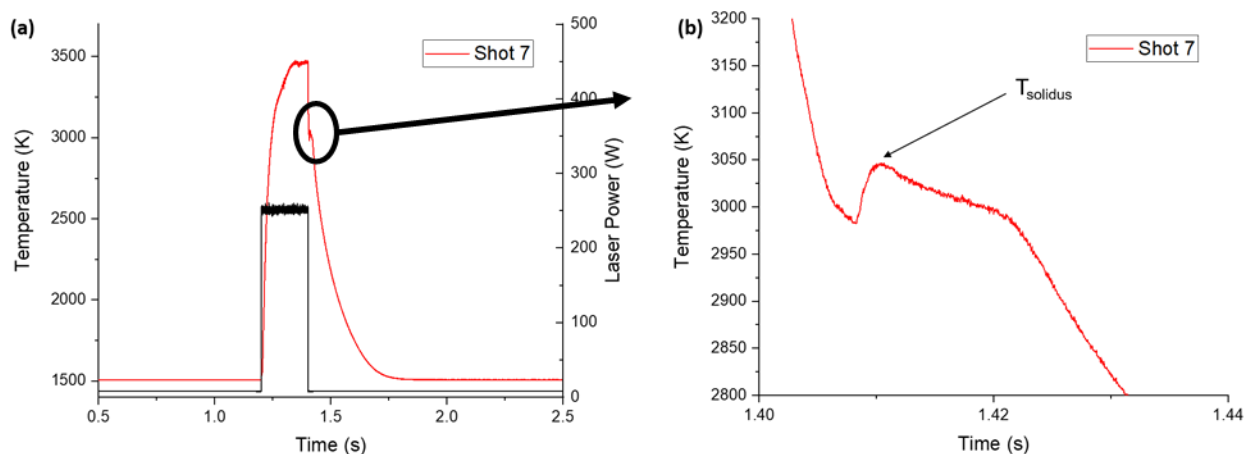 (a)
Shot 7
Temperature (K)
3500
3000
2500
2000
1500
500
400
300
200
100
0
Laser Power (W)
0.5
1.0
1.5
2.0
2.5
Time (s)
(b)
Shot 7
Tsolidus
Temperature (K)
3200
3150
3100
3050
3000
2950
2900
2850
2800
1.40
1.42
1.44
Time (s)